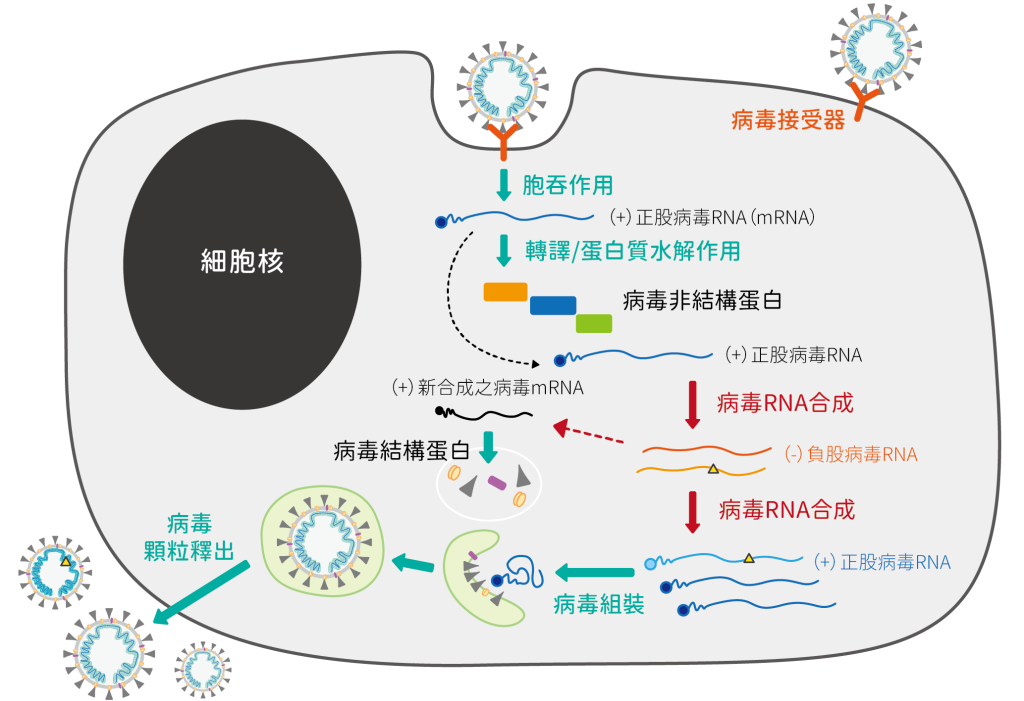 病毒接受器
胞吞作用
(+) 正股病毒RNA (mRNA)
細胞核
轉譯/蛋白質水解作用
病毒非結構蛋白
(+) 正股病毒RNA
(+) 新合成之病毒mRNA
病毒RNA合成
病毒結構蛋白
(-) 負股病毒RNA
病毒RNA合成
病毒
顆粒釋出
(+) 正股病毒RNA
病毒組裝